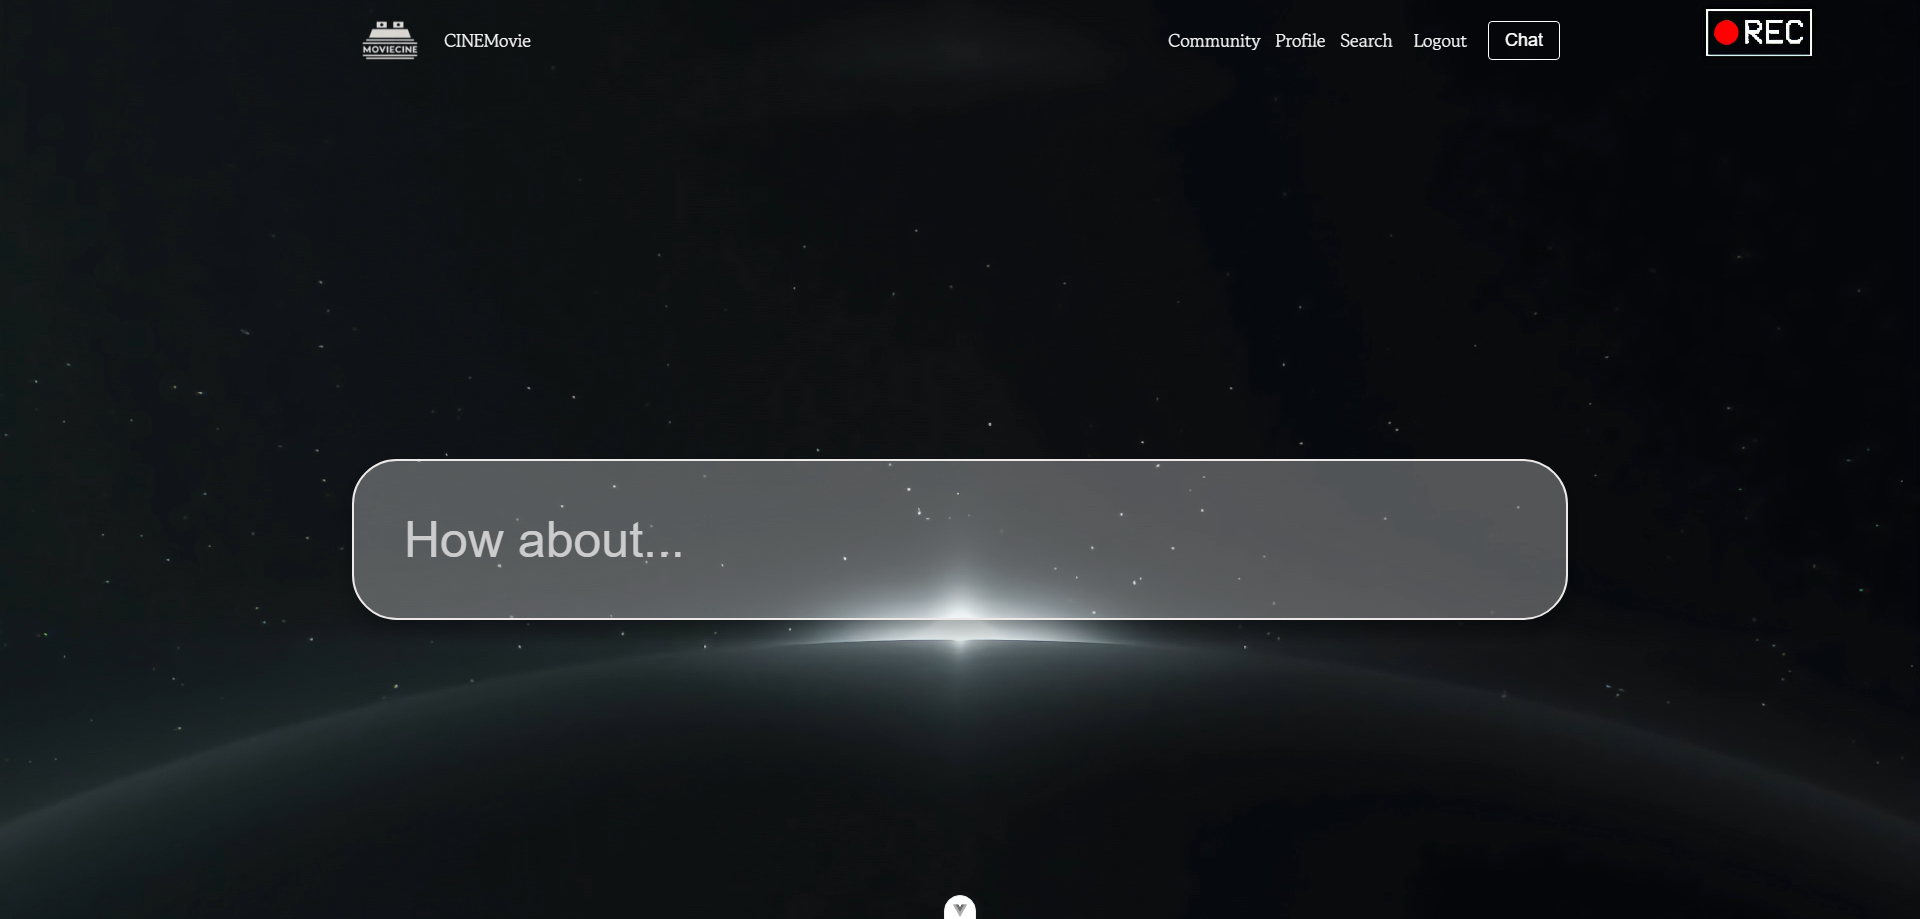 MOVIECINE
CINEMovie
Community Profile Search Logout Chat
REC
How about...